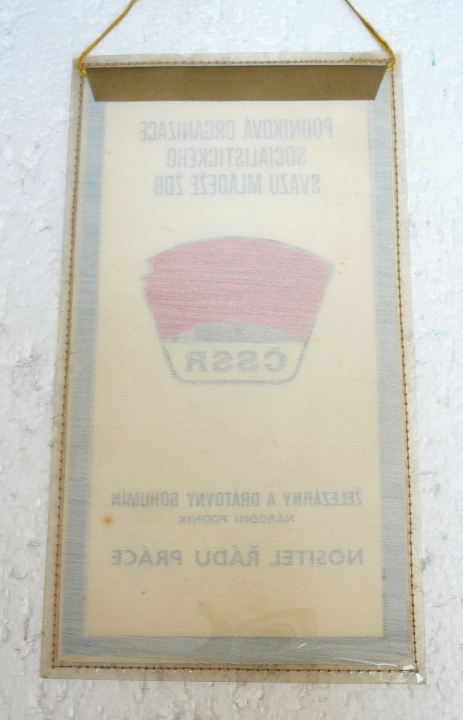 PODNIKOVÁ ORGANIZACE
SOCIALISTICKÉHO
SVAZU MLÁDEŽE ŽDB
ČSSR
ŽELEZÁRNY A DRÁTOVNY BOHUMÍN
NÁRODNÍ PODNIK
NOSITEL ŘÁDU PRÁCE